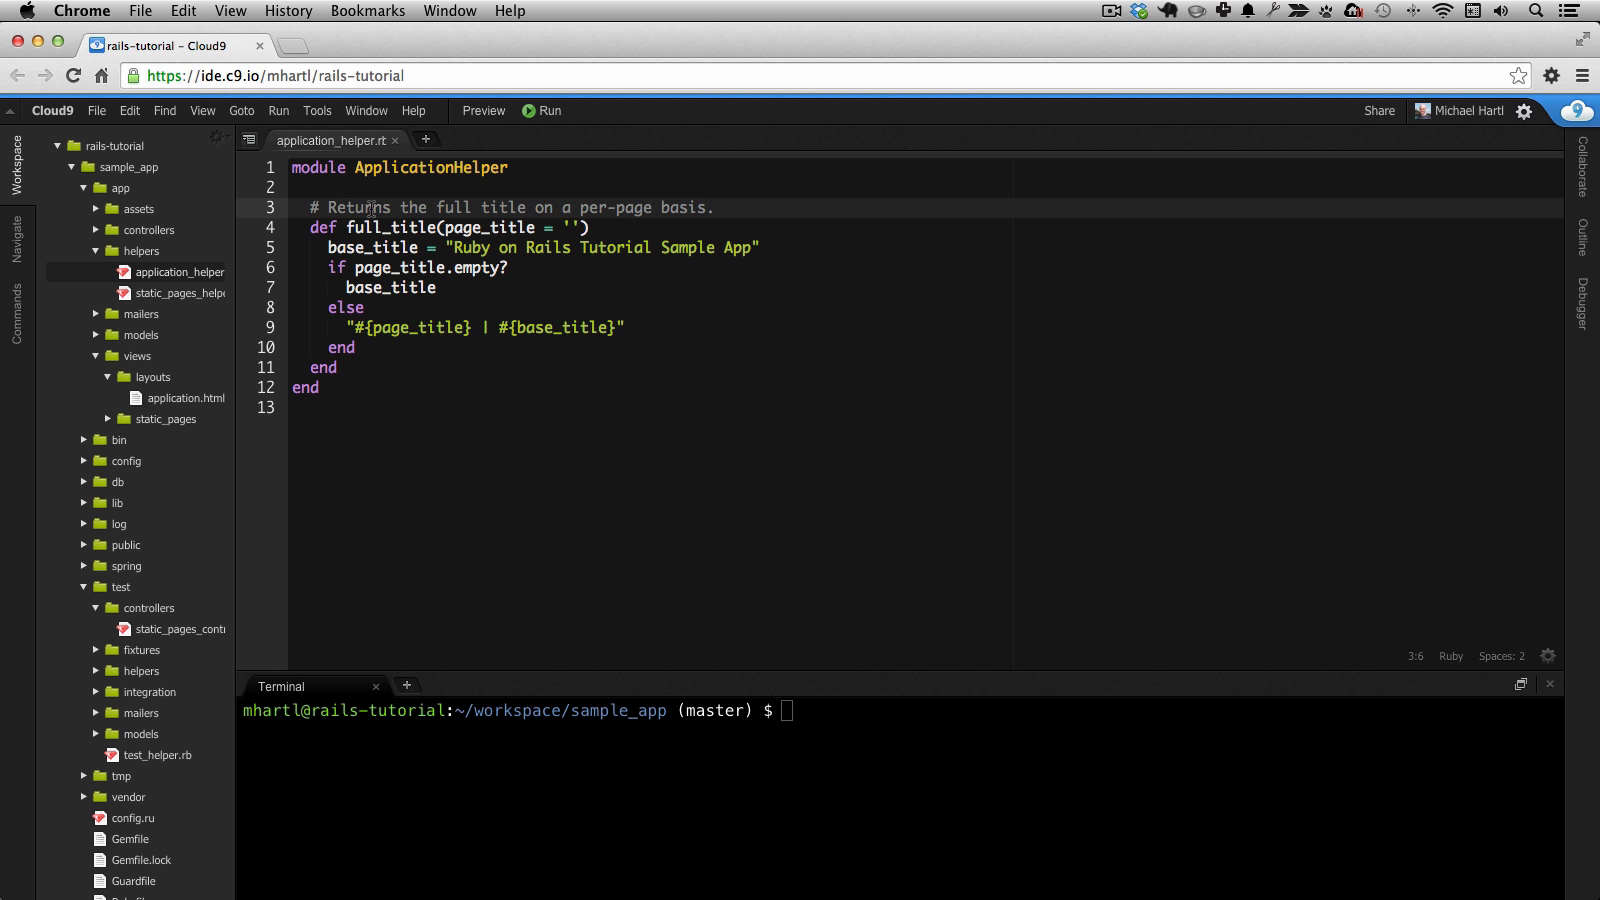 Chrome File Edit View History Bookmarks Window Help
rails-tutorial - Cloud9
https://ide.c9.io/mhartl/rails-tutorial
Cloud9 File Edit Find View Goto Run Tools Window Help Preview Run Share Michael Hartl
Workspace
Navigate
Commands
rails-tutorial
sample_app
app
assets
controllers
helpers
application_helper
static_pages_helpe
mailers
models
views
layouts
application.html
static_pages
bin
config
db
lib
log
public
spring
test
controllers
static_pages_contr
fixtures
helpers
integration
mailers
models
test_helper.rb
tmp
vendor
config.ru
Gemfile
Gemfile.lock
Guardfile
application_helper.rb
1 module ApplicationHelper
2
3 # Returns the full title on a per-page basis.
4 def full_title(page_title = '')
5 base_title = "Ruby on Rails Tutorial Sample App"
6 if page_title.empty?
7 base_title
8 else
9 "#{page_title} | #{base_title}"
10 end
11 end
12 end
13
3:6 Ruby Spaces: 2
Terminal
mhartl@rails-tutorial:~/workspace/sample_app (master) $
Collaborate
Outline
Debugger